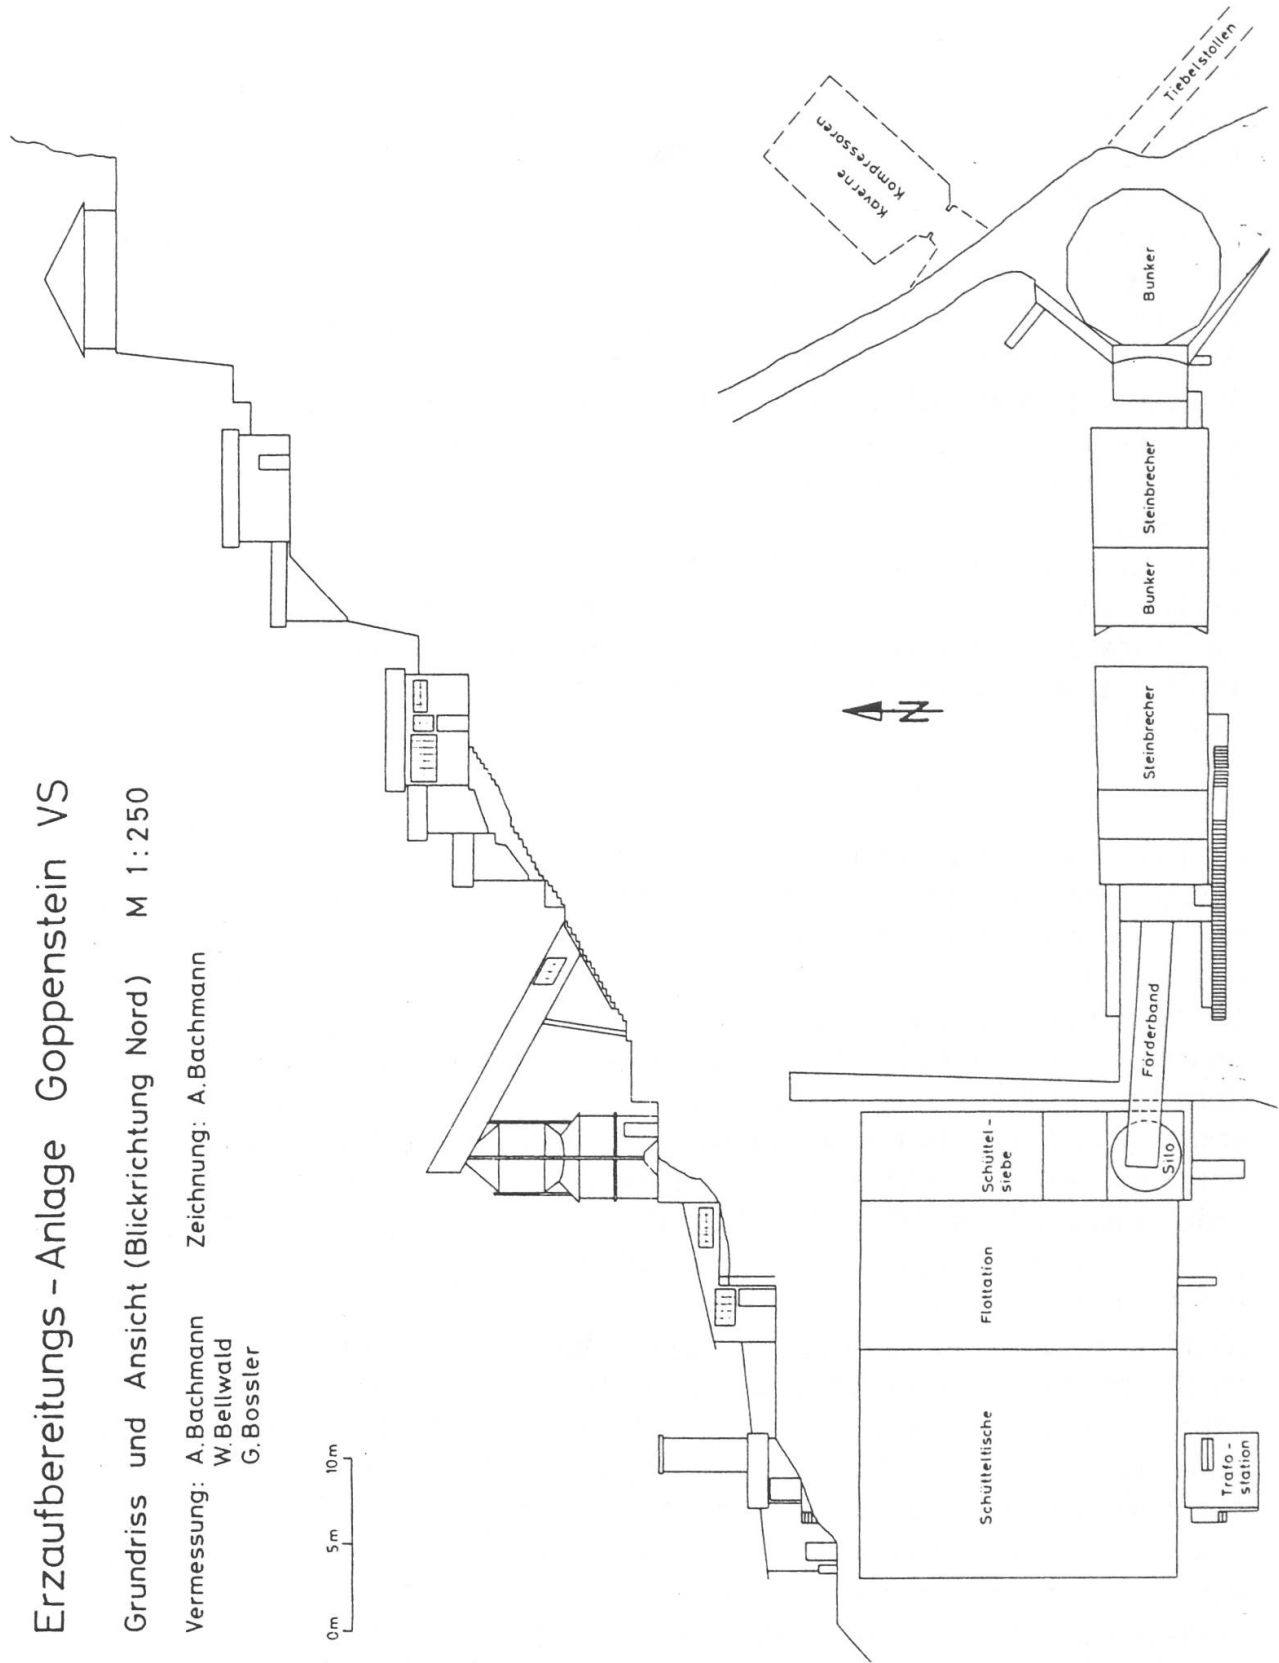 Erzaufbereitungs-Anlage Goppenstein VS
Grundriss und Ansicht (Blickrichtung Nord) M 1:250
Vermessung: A. Bachmann Zeichnung: A. Bachmann
W. Bellwald
G. Bossler
0m 5m 10m
N
Kaverne
Kompressoren
Tiebelstollen
Bunker
Steinbrecher
Bunker
Steinbrecher
Förderband
Silo
Schüttel-
siebe
Flottation
Schütteltische
Trafo-
station